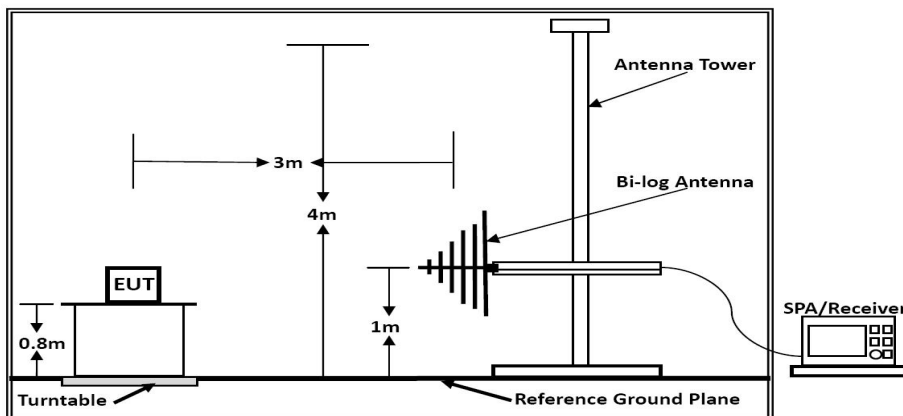 Antenna Tower
3m
Bi-log Antenna
4m
EUT
SPA/Receiver
0.8m
1m
Turntable
Reference Ground Plane